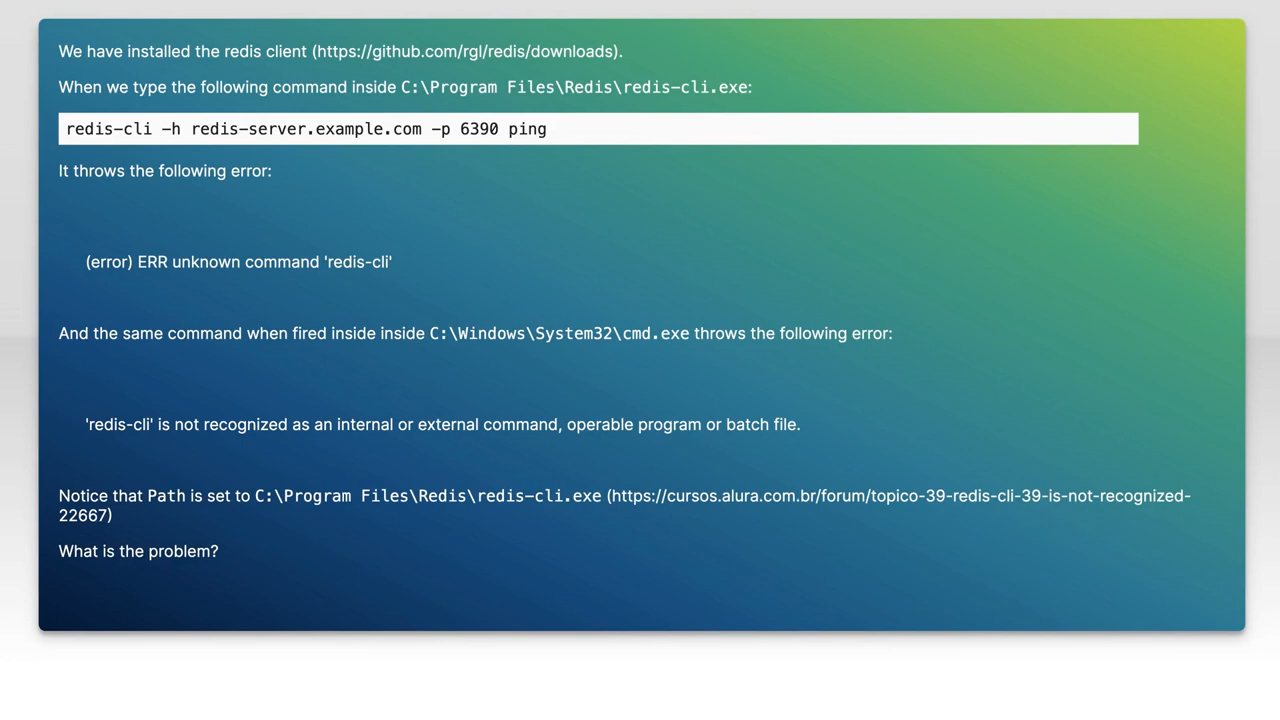 We have installed the redis client (https://github.com/rgl/redis/downloads).
When we type the following command inside C:\Program Files\Redis\redis-cli.exe:
redis-cli -h redis-server.example.com -p 6390 ping
It throws the following error:
(error) ERR unknown command 'redis-cli'
And the same command when fired inside inside C:\Windows\System32\cmd.exe throws the following error:
'redis-cli' is not recognized as an internal or external command, operable program or batch file.
Notice that Path is set to C:\Program Files\Redis\redis-cli.exe (https://cursos.alura.com.br/forum/topico-39-redis-cli-39-is-not-recognized-
22667)
What is the problem?